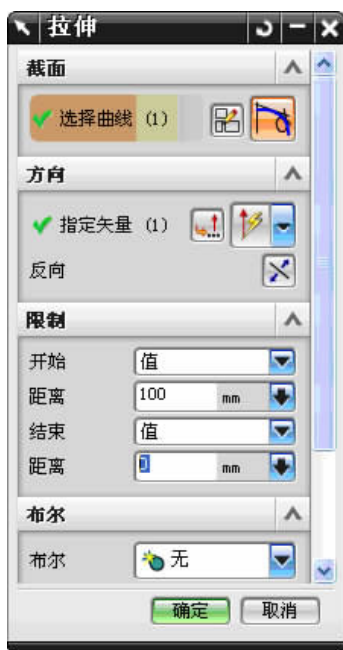 拉伸
截面
选择曲线 (1)
方向
指定矢量 (1)
反向
限制
开始 值
距离 100 mm
结束 值
距离 0 mm
布尔
布尔 无
确定 取消